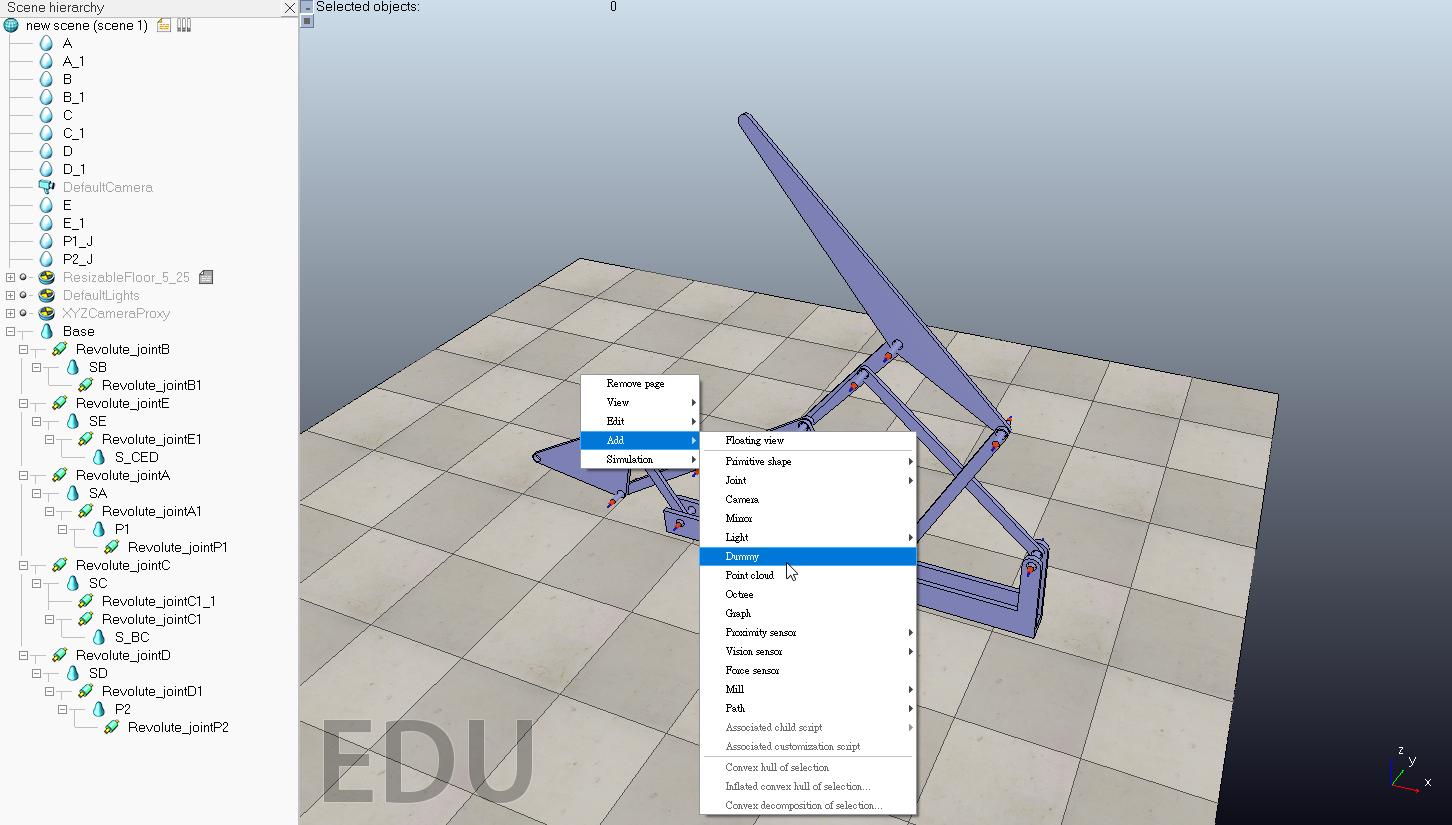 Scene hierarchy
Selected objects: 0
new scene (scene 1)
A
A_1
B
B_1
C
C_1
D
D_1
DefaultCamera
E
E_1
P1_J
P2_J
ResizableFloor_5_25
DefaultLights
XYZCameraProxy
Base
Revolute_jointB
SB
Revolute_jointB1
Revolute_jointE
SE
Revolute_jointE1
S_CED
Revolute_jointA
SA
Revolute_jointA1
P1
Revolute_jointP1
Revolute_jointC
SC
Revolute_jointC1_1
Revolute_jointC1
S_BC
Revolute_jointD
SD
Revolute_jointD1
P2
Revolute_jointP2
Remove page
View
Edit
Add
Simulation
Floating view
Primitive shape
Joint
Camera
Mirror
Light
Dummy
Point cloud
Octree
Graph
Proximity sensor
Vision sensor
Force sensor
Mill
Path
Associated child script
Associated customization script
Convex hull of selection
Inflated convex hull of selection...
Convex decomposition of selection...
EDU
z
y
x